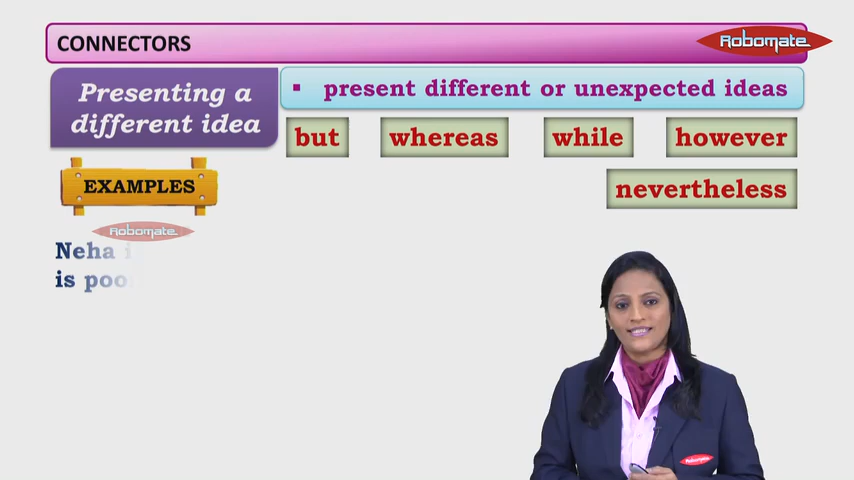 CONNECTORS
Robomate
Presenting a
different idea
▪ present different or unexpected ideas
but whereas while however
nevertheless
EXAMPLES
Robomate
Neha
is
Robomate